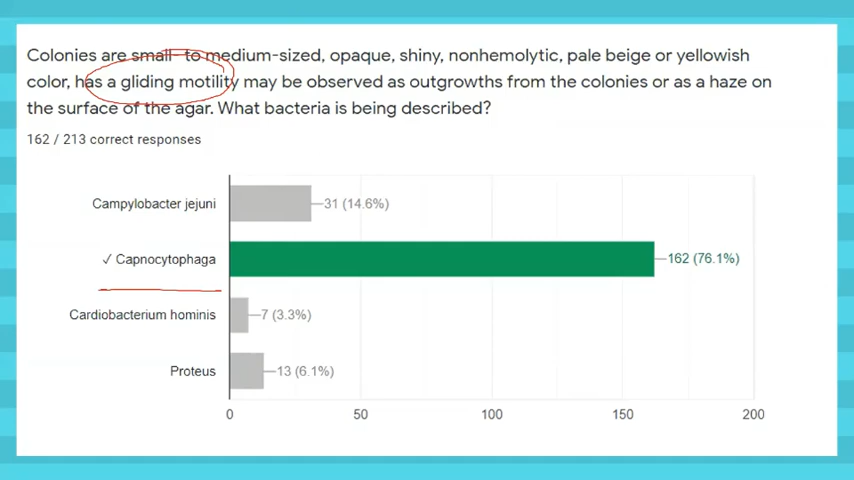 Colonies are small- to medium-sized, opaque, shiny, nonhemolytic, pale beige or yellowish
color, has a gliding motility may be observed as outgrowths from the colonies or as a haze on
the surface of the agar. What bacteria is being described?
162 / 213 correct responses
Campylobacter jejuni 31 (14.6%)
✓ Capnocytophaga 162 (76.1%)
Cardiobacterium hominis 7 (3.3%)
Proteus 13 (6.1%)
0 50 100 150 200